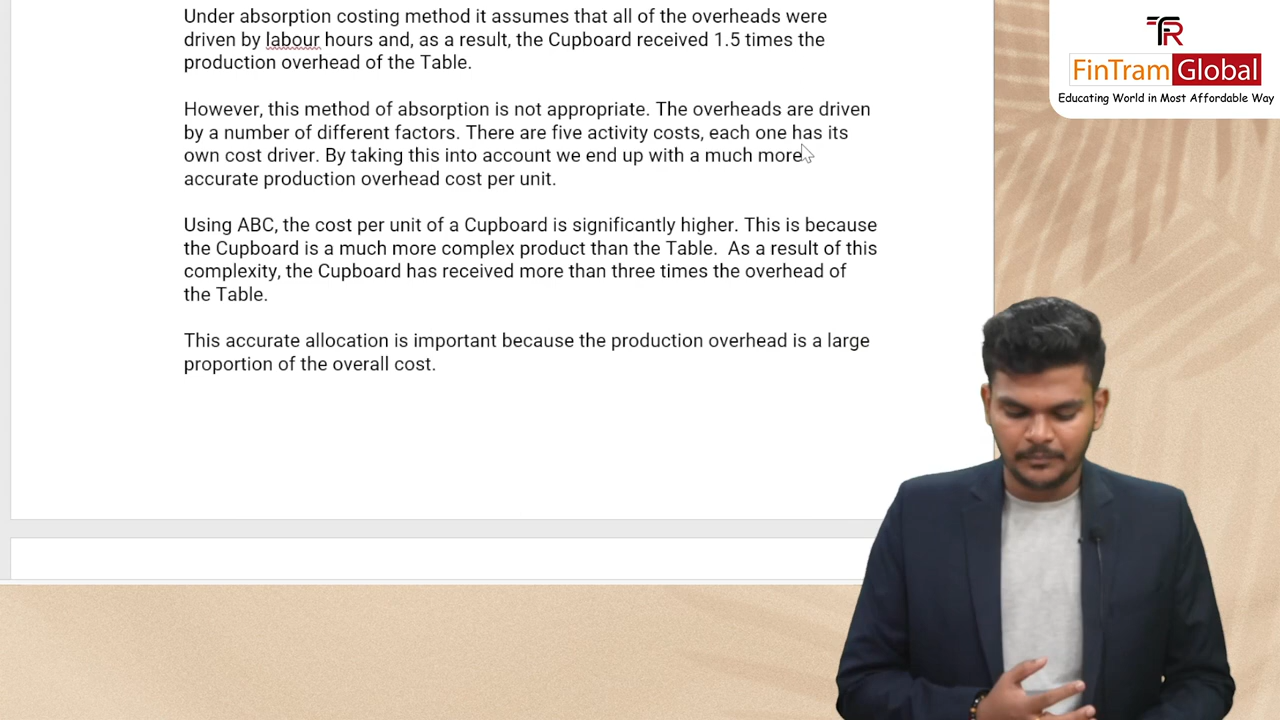 Under absorption costing method it assumes that all of the overheads were
driven by labour hours and, as a result, the Cupboard received 1.5 times the
production overhead of the Table.
However, this method of absorption is not appropriate. The overheads are driven
by a number of different factors. There are five activity costs, each one has its
own cost driver. By taking this into account we end up with a much more
accurate production overhead cost per unit.
Using ABC, the cost per unit of a Cupboard is significantly higher. This is because
the Cupboard is a much more complex product than the Table. As a result of this
complexity, the Cupboard has received more than three times the overhead of
the Table.
This accurate allocation is important because the production overhead is a large
proportion of the overall cost.
FinTram Global
Educating World in Most Affordable Way